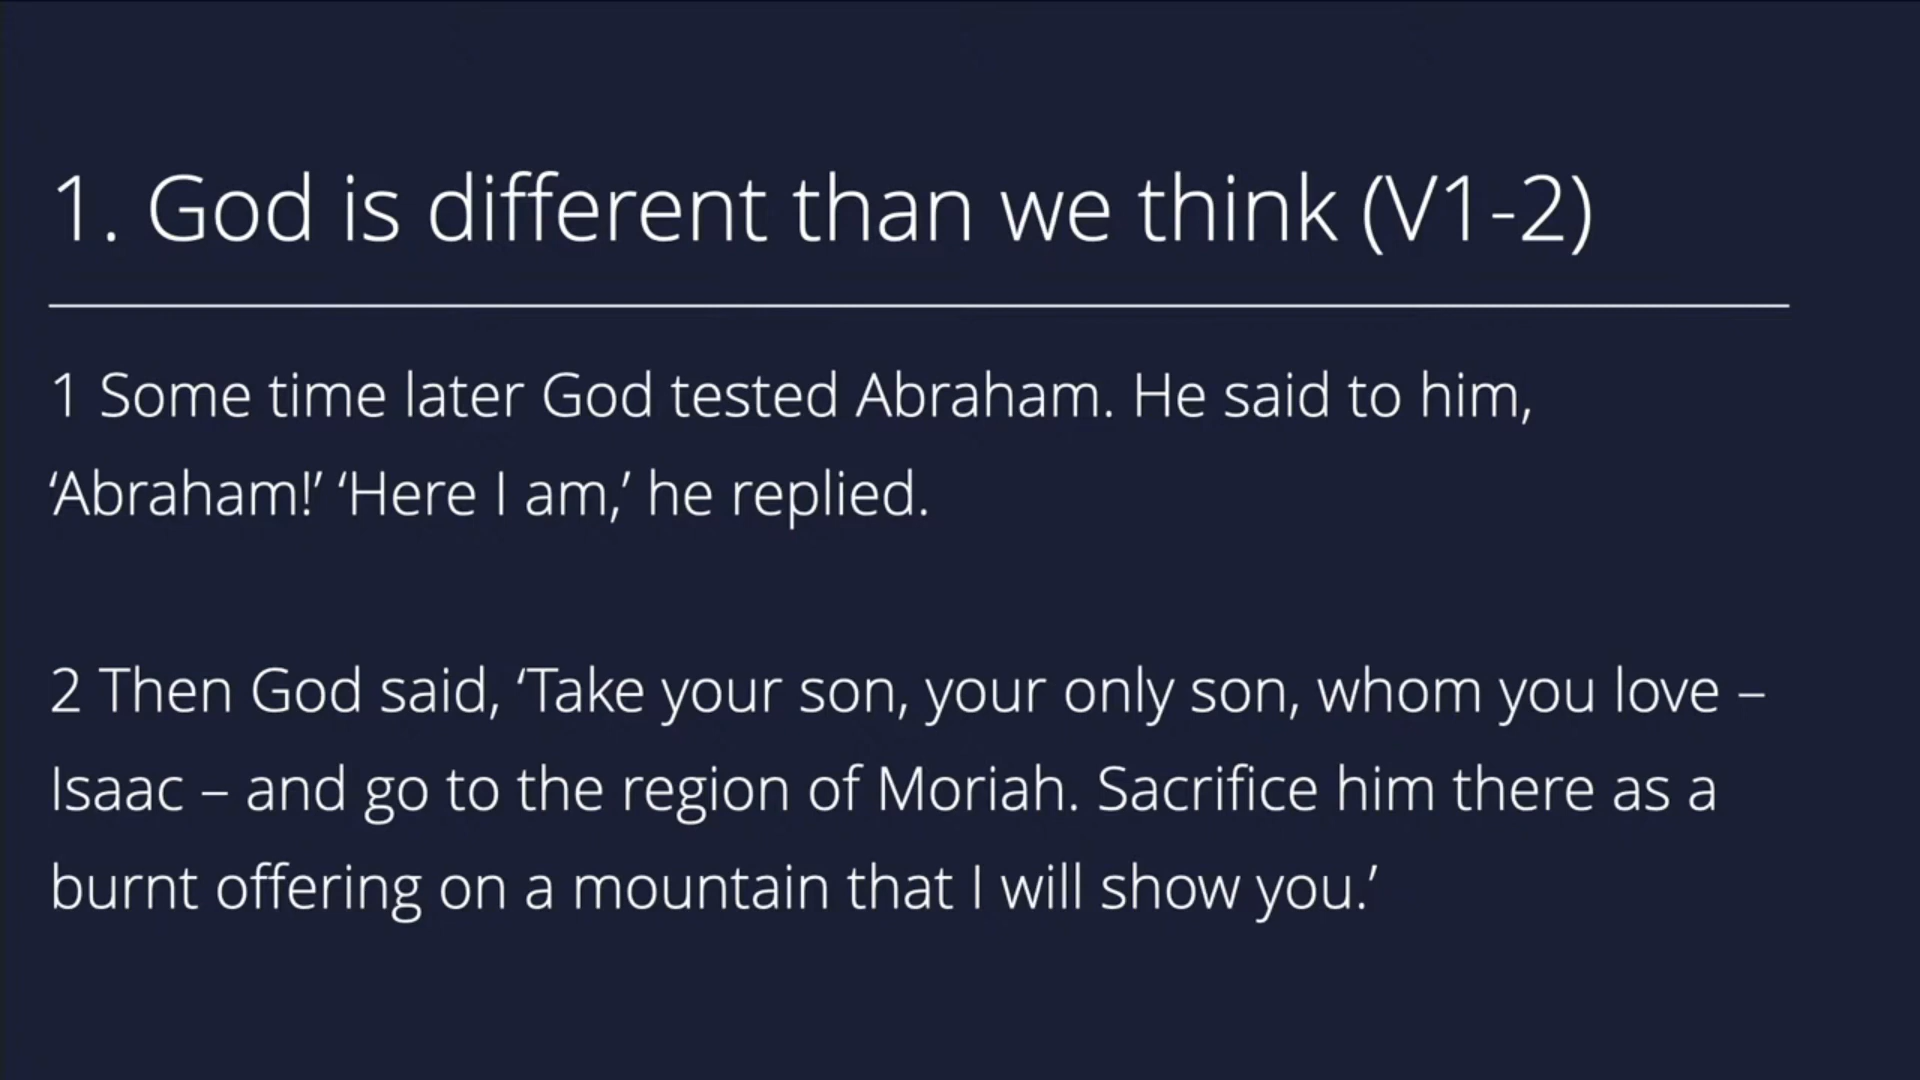 1. God is different than we think (V1-2)
1 Some time later God tested Abraham. He said to him,
‘Abraham!’ ‘Here I am,’ he replied.
2 Then God said, ‘Take your son, your only son, whom you love –
Isaac – and go to the region of Moriah. Sacrifice him there as a
burnt offering on a mountain that I will show you.’